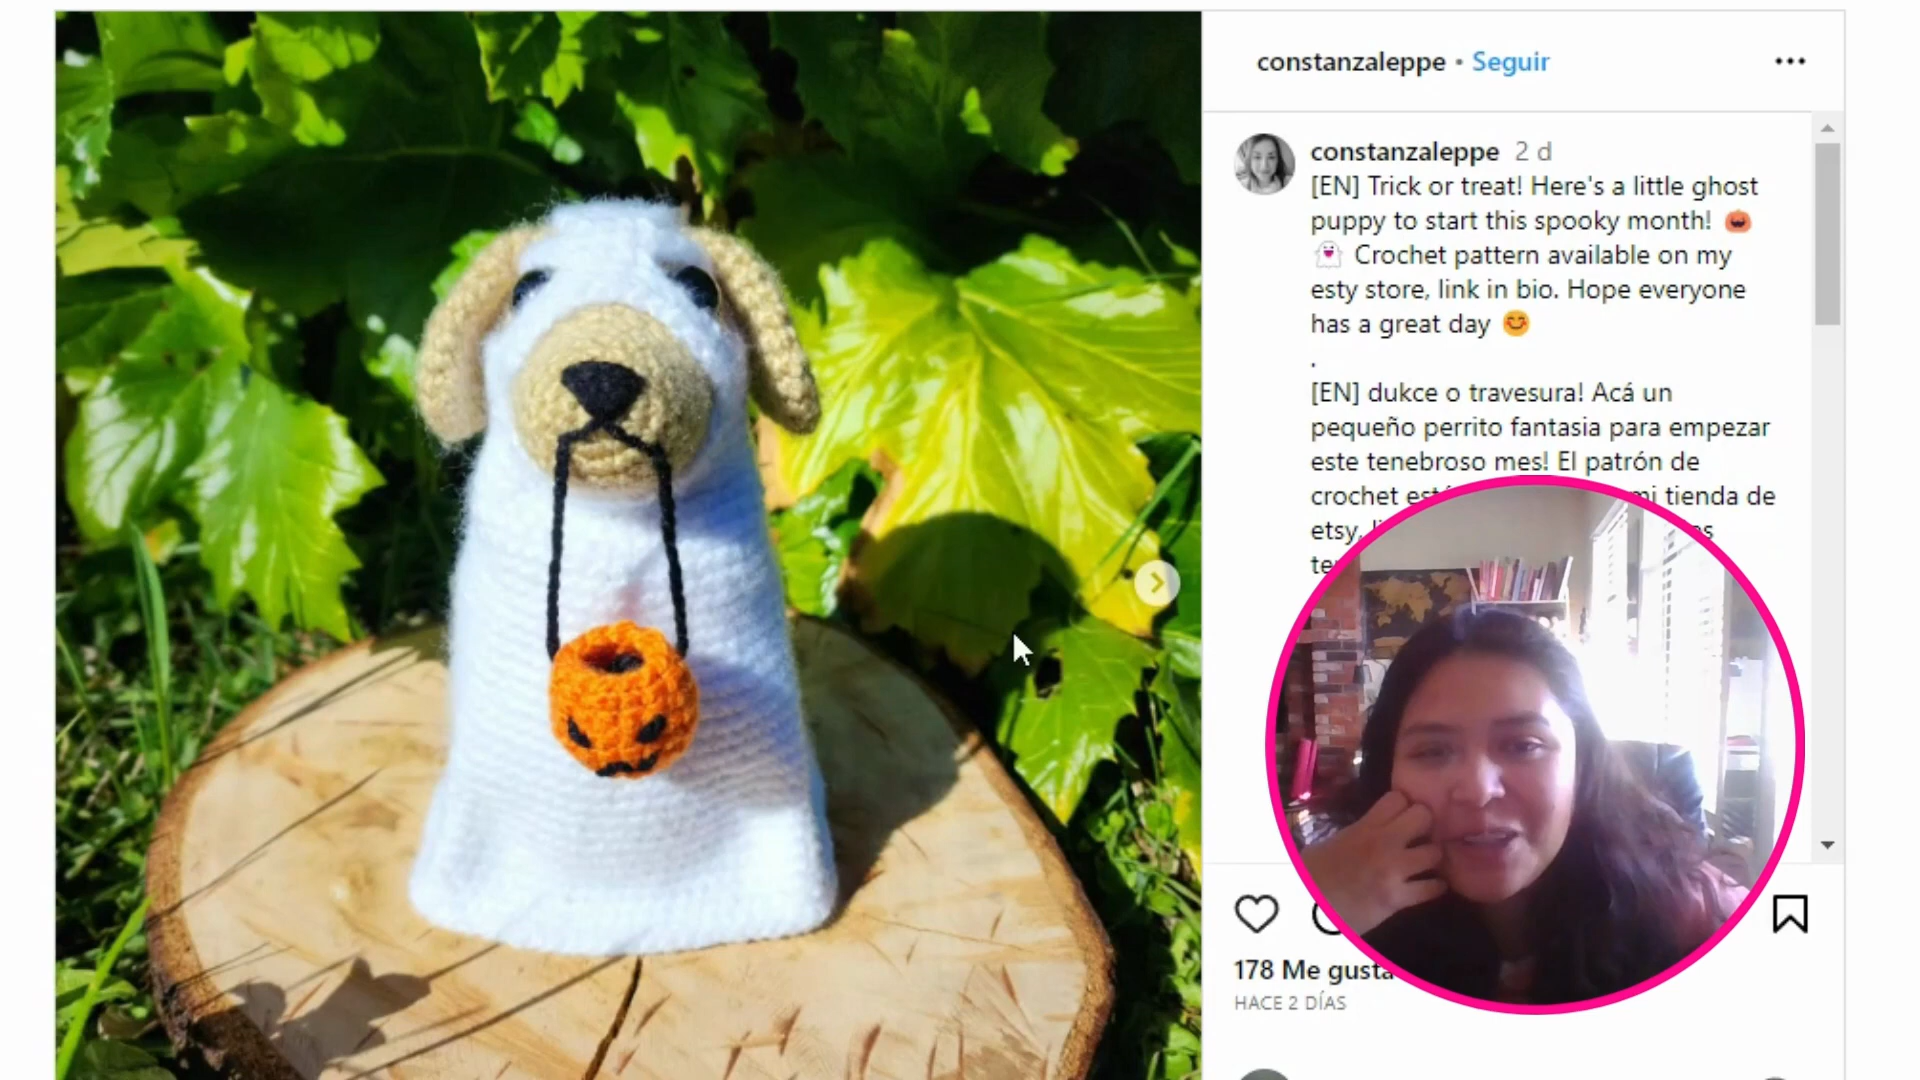 constanzaleppe • Seguir
constanzaleppe 2 d
[EN] Trick or treat! Here's a little ghost
puppy to start this spooky month! 🎃
👻 Crochet pattern available on my
esty store, link in bio. Hope everyone
has a great day 😊
.
[EN] dukce o travesura! Acá un
pequeño perrito fantasia para empezar
este tenebroso mes! El patrón de
crochet mi tienda de
etsy,
178 Me gusta
HACE 2 DÍAS